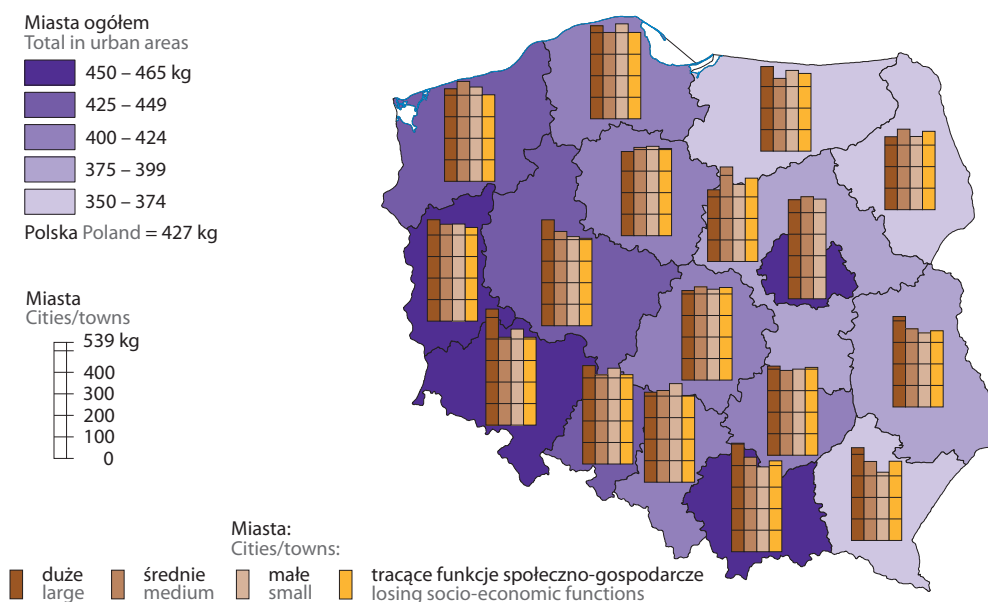 Miasta ogółem
Total in urban areas
450 – 465 kg
425 – 449
400 – 424
375 – 399
350 – 374
Polska Poland = 427 kg
Miasta
Cities/towns
539 kg
400
300
200
100
0
Miasta:
Cities/towns:
duże
large
średnie
medium
małe
small
tracące funkcje społeczno-gospodarcze
losing socio-economic functions